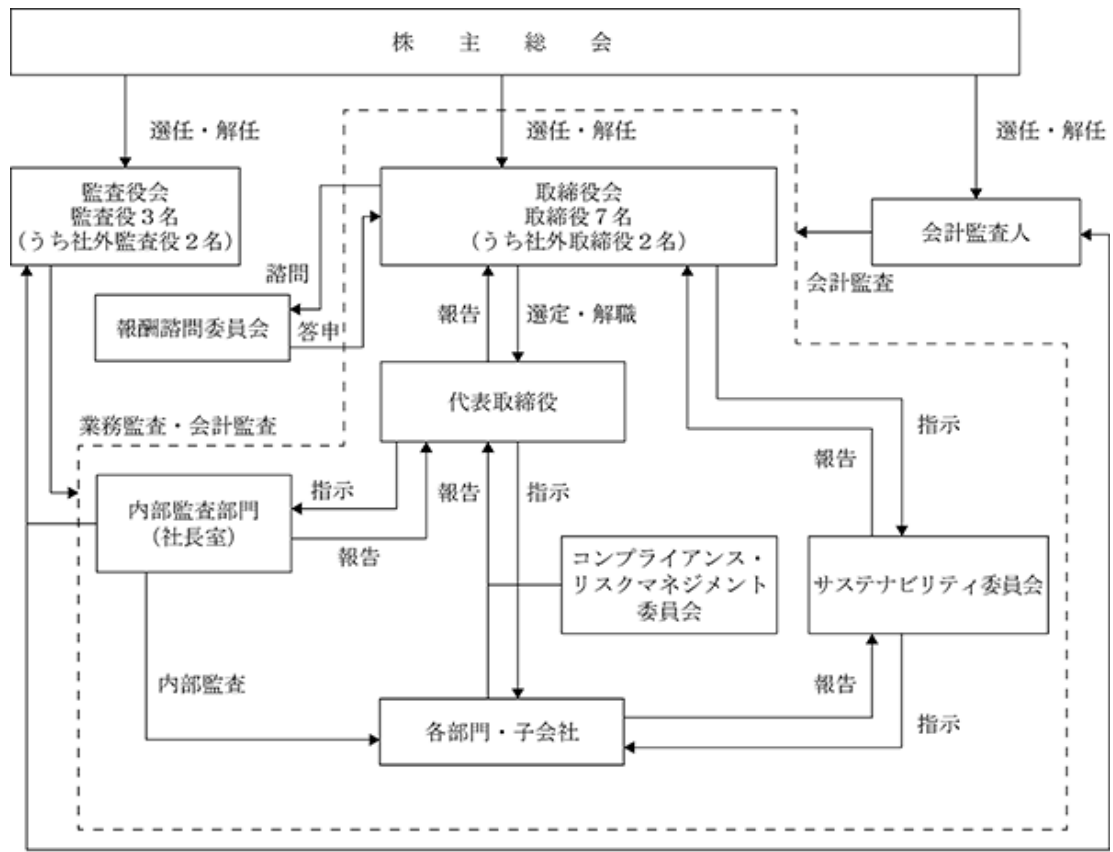 株主総会
選任・解任
選任・解任
選任・解任
監査役会
監査役３名
（うち社外監査役２名）
取締役会
取締役７名
（うち社外取締役２名）
会計監査人
諮問
会計監査
報酬諮問委員会
答申
報告
選定・解職
代表取締役
業務監査・会計監査
指示
報告
指示
報告
指示
内部監査部門
（社長室）
報告
コンプライアンス・
リスクマネジメント
委員会
サステナビリティ委員会
内部監査
報告
各部門・子会社
指示